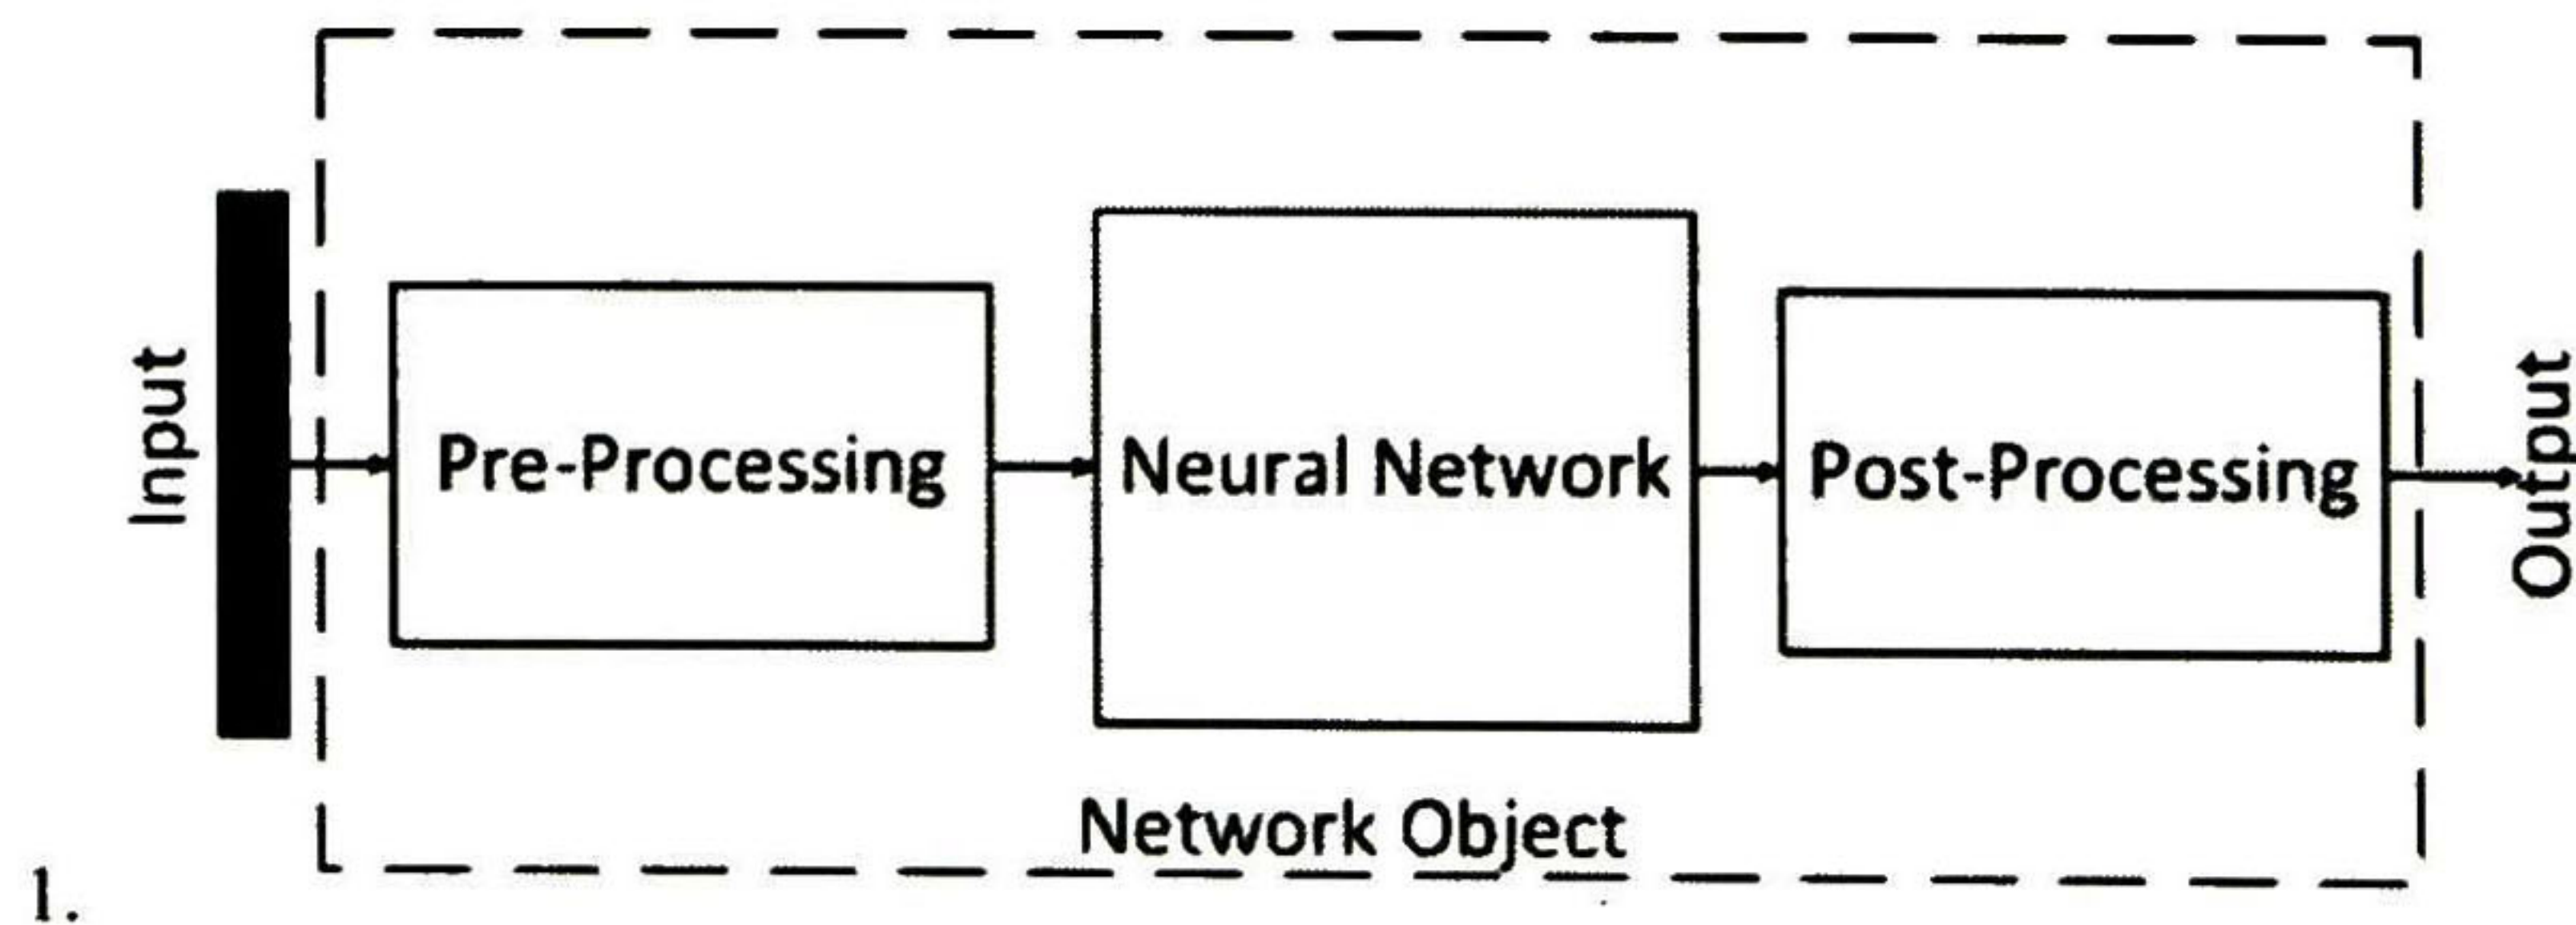 Input
Pre-Processing
Neural Network
Post-Processing
Output
Network Object
1.